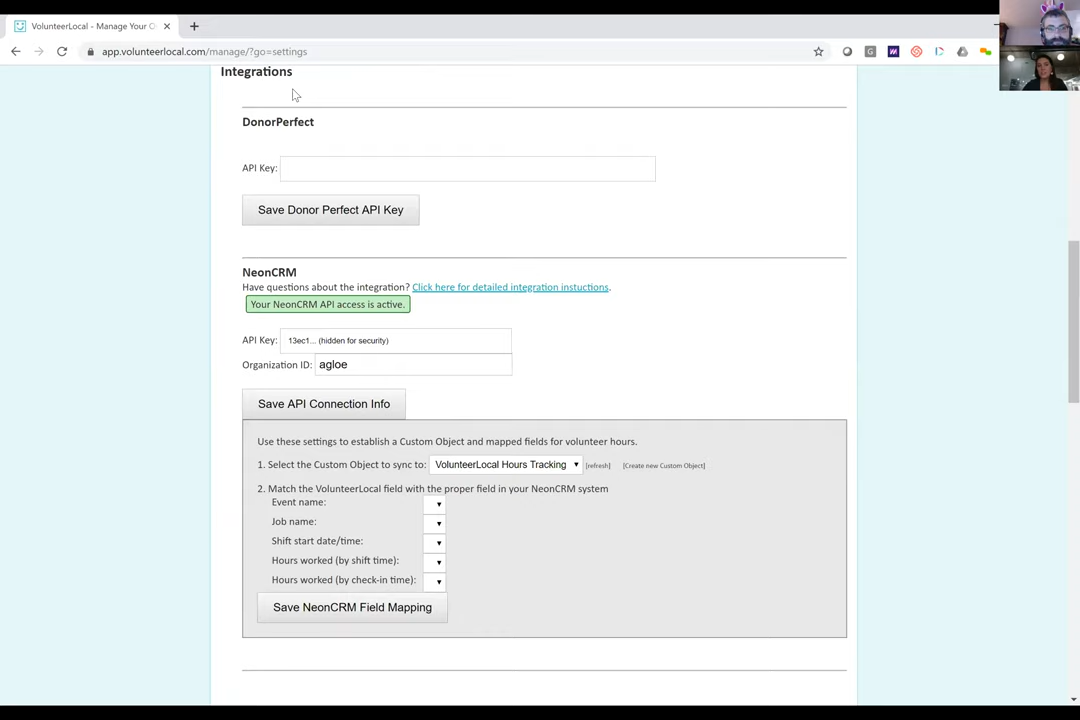 VolunteerLocal - Manage Your O
app.volunteerlocal.com/manage/?go=settings
Integrations
DonorPerfect
API Key:
Save Donor Perfect API Key
NeonCRM
Have questions about the integration? Click here for detailed integration instuctions.
Your NeonCRM API access is active.
API Key: 13ec1... (hidden for security)
Organization ID: agloe
Save API Connection Info
Use these settings to establish a Custom Object and mapped fields for volunteer hours.
1. Select the Custom Object to sync to: VolunteerLocal Hours Tracking [refresh] [Create new Custom Object]
2. Match the VolunteerLocal field with the proper field in your NeonCRM system
Event name:
Job name:
Shift start date/time:
Hours worked (by shift time):
Hours worked (by check-in time):
Save NeonCRM Field Mapping